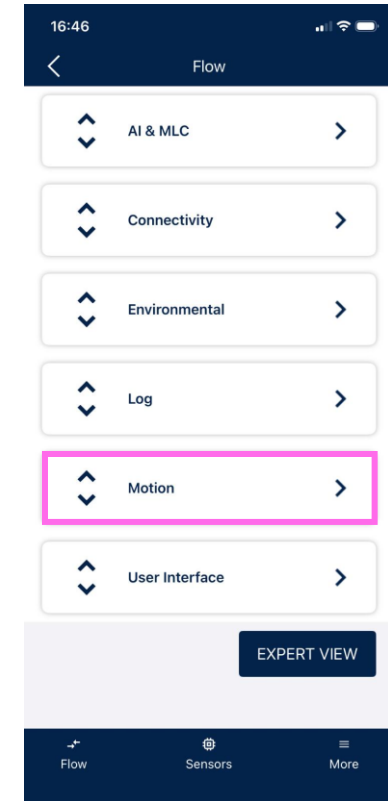 16:46
Flow
AI & MLC
Connectivity
Environmental
Log
Motion
User Interface
EXPERT VIEW
Flow Sensors More